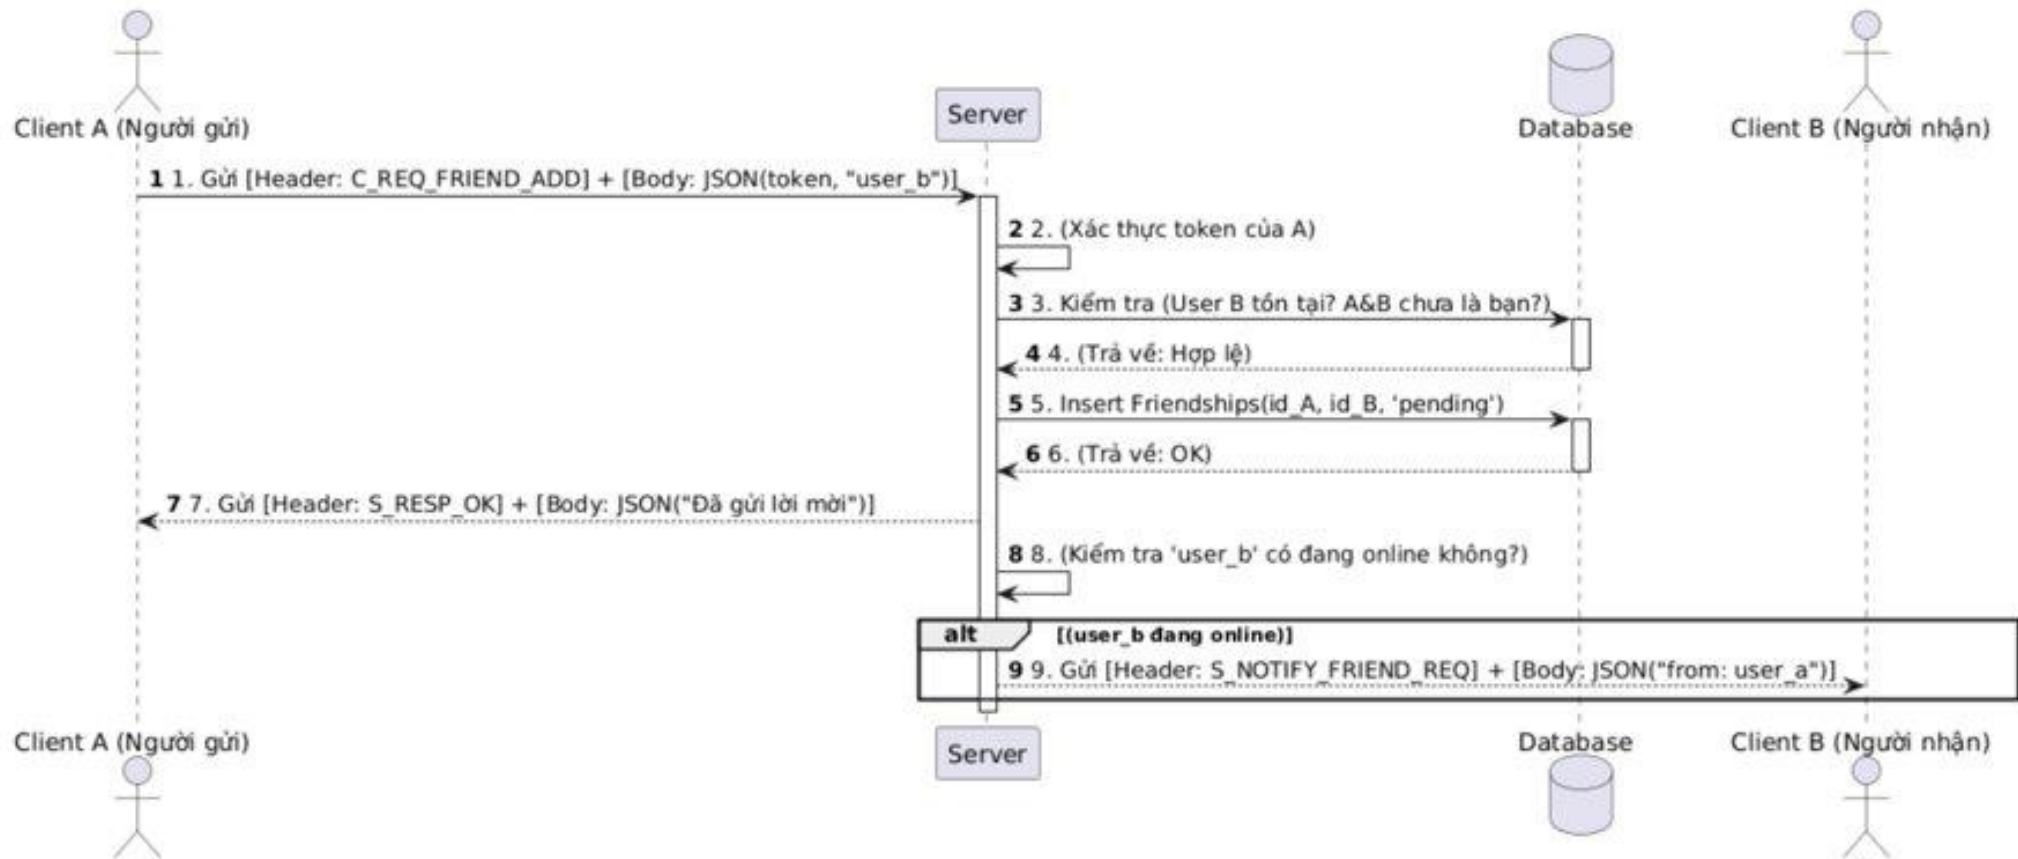 Client A (Người gửi)
Server
Database
Client B (Người nhận)
1 1. Gửi [Header: C_REQ_FRIEND_ADD] + [Body: JSON(token, "user_b")]
2 2. (Xác thực token của A)
3 3. Kiểm tra (User B tồn tại? A&B chưa là bạn?)
4 4. (Trả về: Hợp lệ)
5 5. Insert Friendships(id_A, id_B, 'pending')
6 6. (Trả về: OK)
7 7. Gửi [Header: S_RESP_OK] + [Body: JSON("Đã gửi lời mời")]
8 8. (Kiểm tra 'user_b' có đang online không?)
alt [(user_b đang online)]
9 9. Gửi [Header: S_NOTIFY_FRIEND_REQ] + [Body: JSON("from: user_a")]
Client A (Người gửi)
Server
Database
Client B (Người nhận)